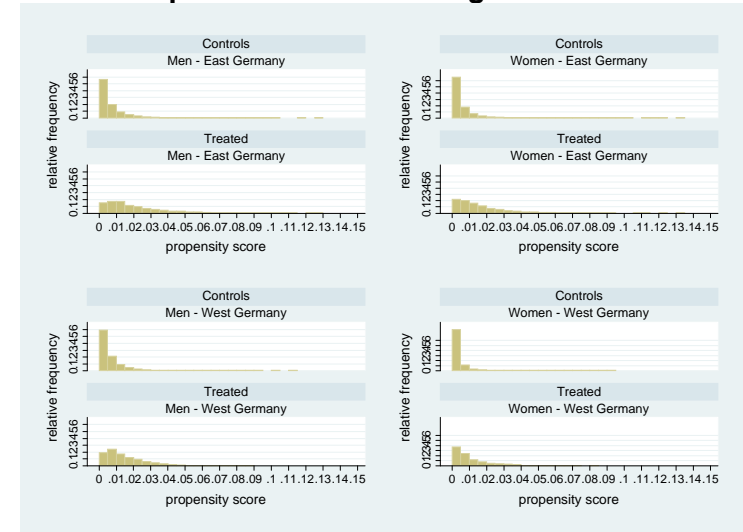 Controls
Men - East Germany
relative frequency
0.123456
Treated
Men - East Germany
0.123456
0 .01.02.03.04.05.06.07.08.09 .1 .11.12.13.14.15
propensity score
Controls
Women - East Germany
relative frequency
0.123456
Treated
Women - East Germany
0.123456
0 .01.02.03.04.05.06.07.08.09 .1 .11.12.13.14.15
propensity score
Controls
Men - West Germany
relative frequency
0.123456
Treated
Men - West Germany
0.123456
0 .01.02.03.04.05.06.07.08.09 .1 .11.12.13.14.15
propensity score
Controls
Women - West Germany
relative frequency
Treated
Women - West Germany
0 .01.02.03.04.05.06.07.08.09 .1 .11.12.13.14.15
propensity score